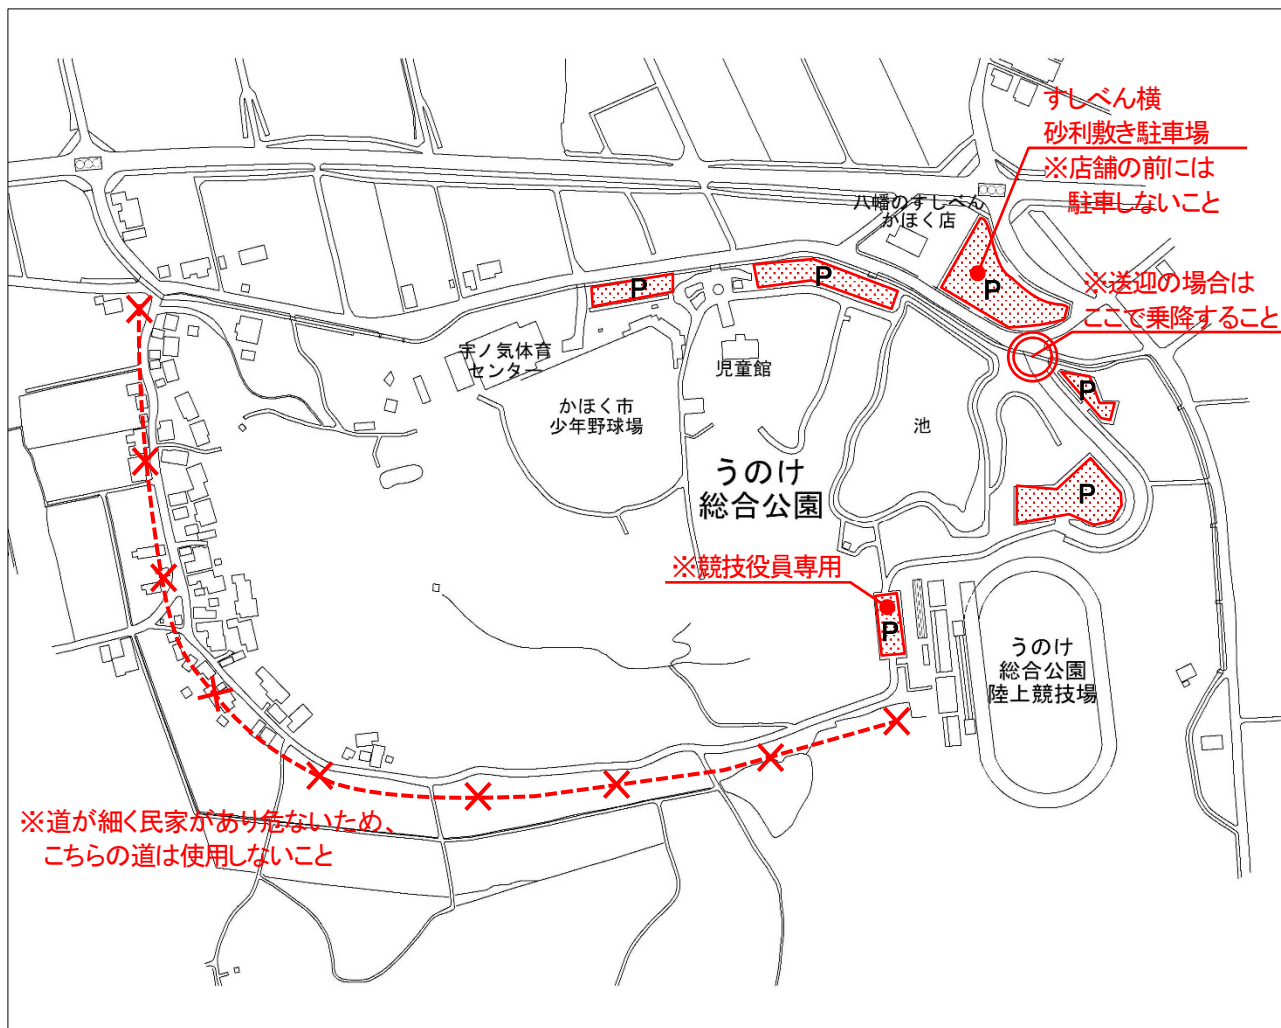 すしべん横
砂利敷き駐車場
※店舗の前には
駐車しないこと
八幡のすしべん
かほく店
※送迎の場合は
ここで乗降すること
P
P
P
P
P
P
宇ノ気体育
センター
児童館
かほく市
少年野球場
池
うのけ
総合公園
※競技役員専用
うのけ
総合公園
陸上競技場
※道が細く民家があり危ないため、
こちらの道は使用しないこと